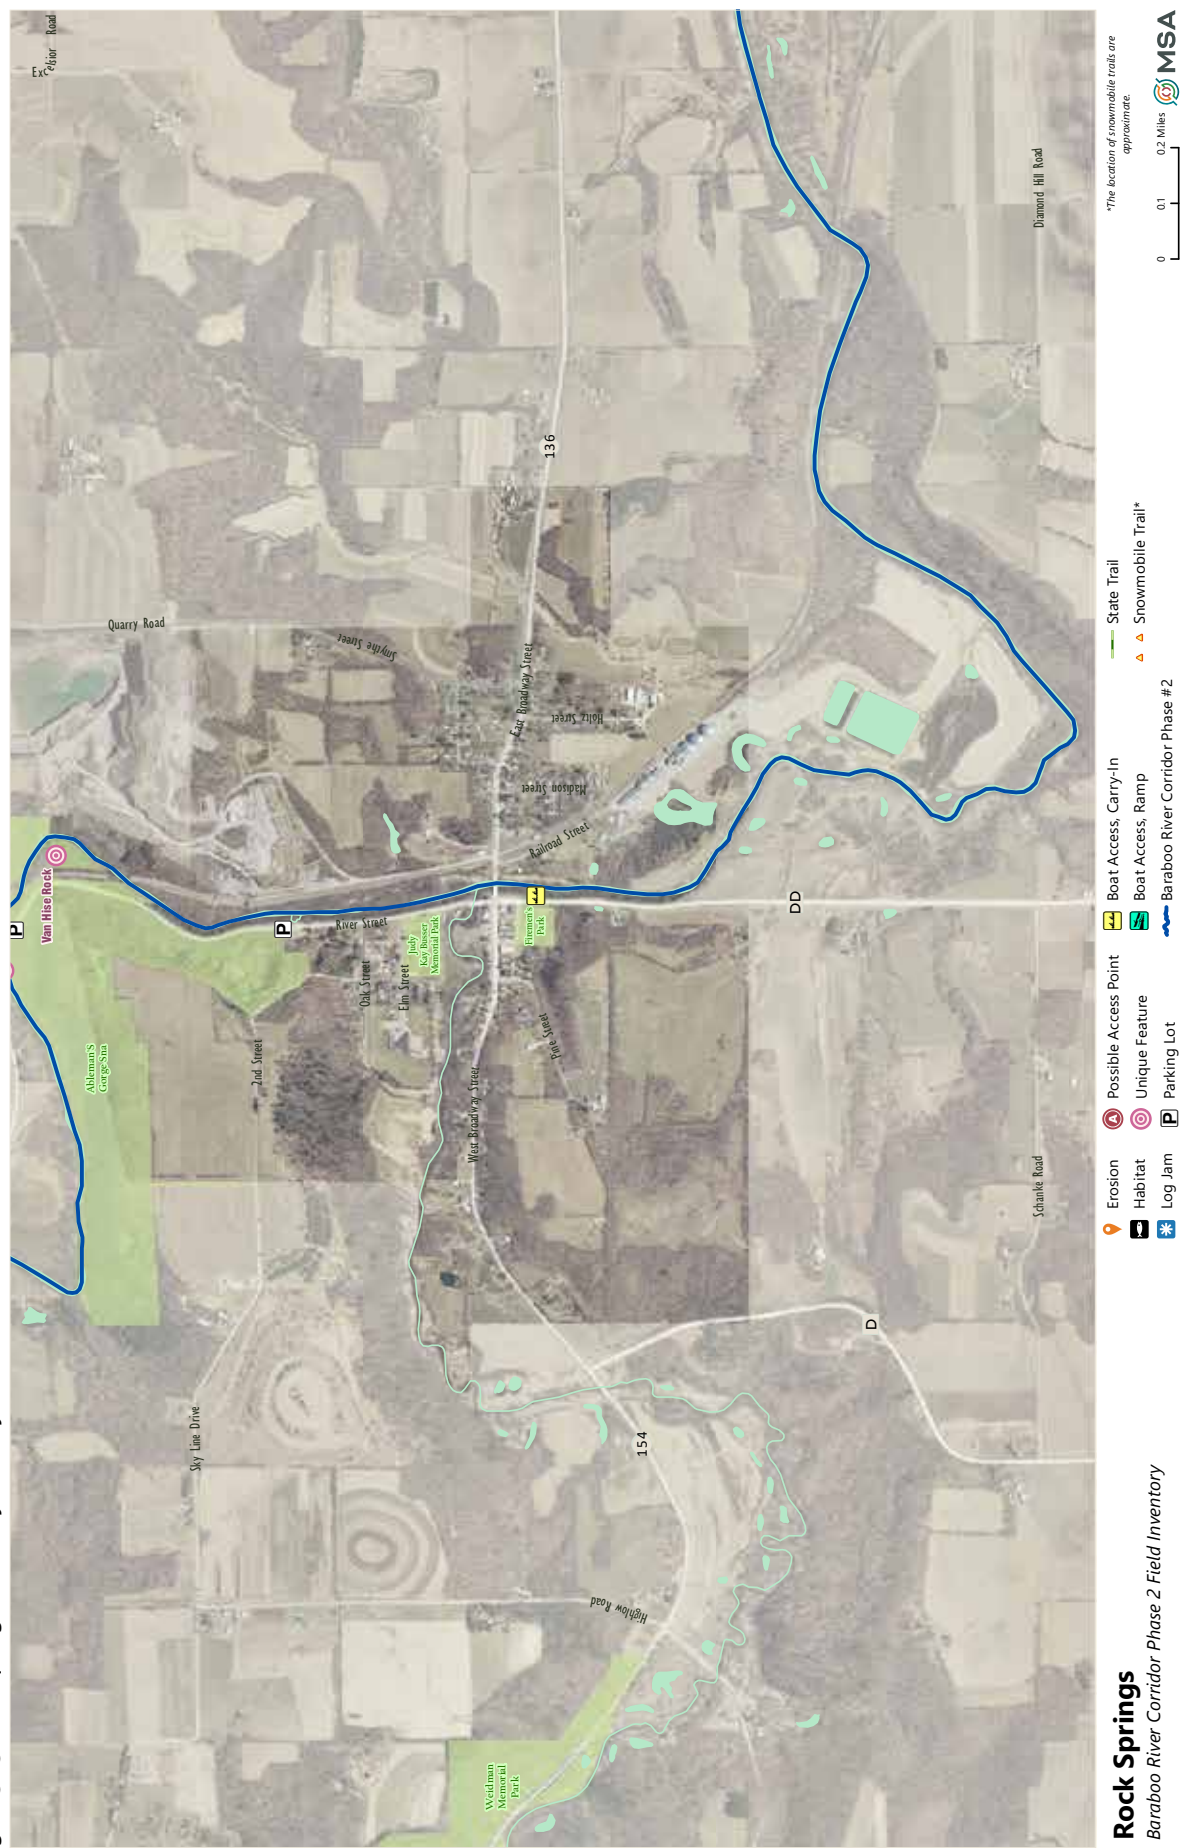 Excelsior Road
Quarry Road
Smythe Street
136
East Broadway Street
Holtz Street
Madison Street
Railroad Street
Diamond Hill Road
P
Van Hise Rock
P
River Street
Judy
Kay Busser
Memorial Park
Firemen's
Park
DD
Oak Street
Elm Street
Ableman'S
Gorge Sna
2nd Street
Pine Street
West Broadway Street
Schanke Road
D
Sky Line Drive
154
Highlow Road
Weidman
Memorial
Park
Rock Springs
Baraboo River Corridor Phase 2 Field Inventory
Erosion
Habitat
Log Jam
A Possible Access Point
Unique Feature
P Parking Lot
Boat Access, Carry-In
Boat Access, Ramp
Baraboo River Corridor Phase #2
State Trail
Snowmobile Trail*
*The location of snowmobile trails are
approximate.
0 0.1 0.2 Miles
MSA